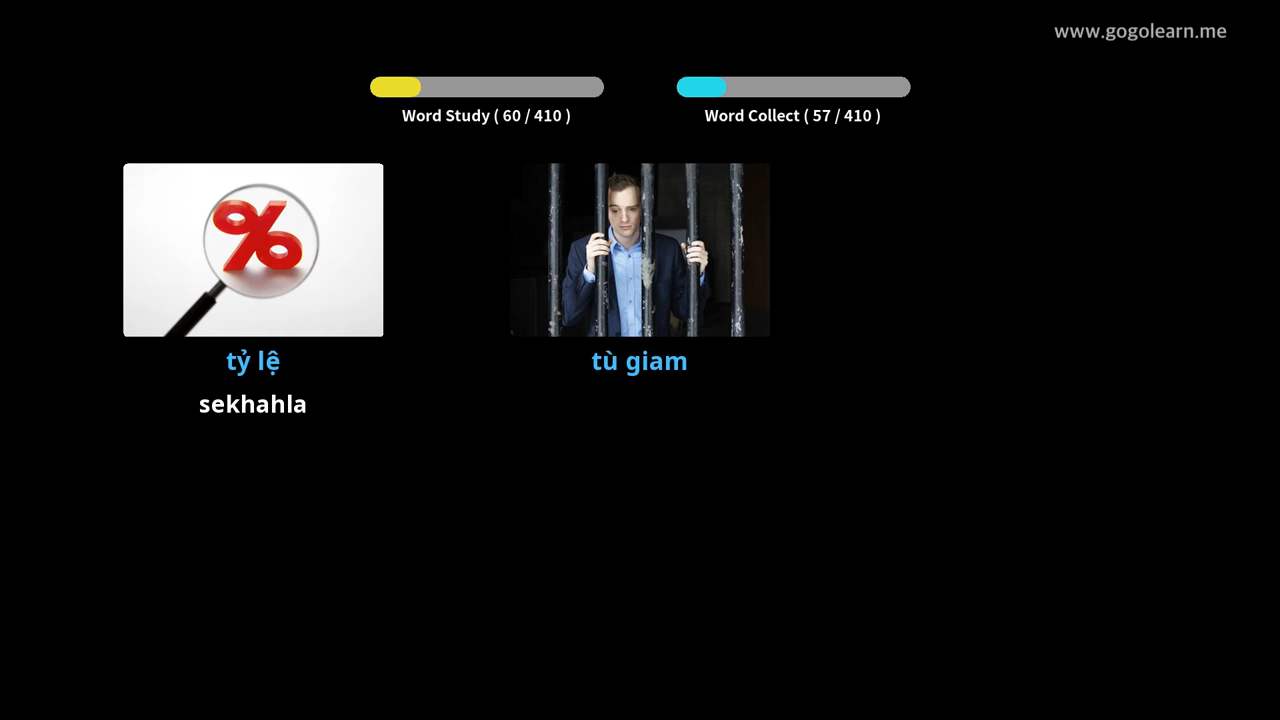 www.gogolearn.me
Word Study ( 60 / 410 )
Word Collect ( 57 / 410 )
tỷ lệ
tù giam
sekhahla